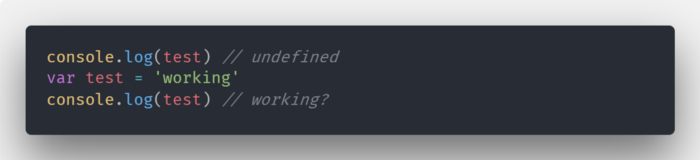 console.log(test) // undefined
var test = 'working'
console.log(test) // working?